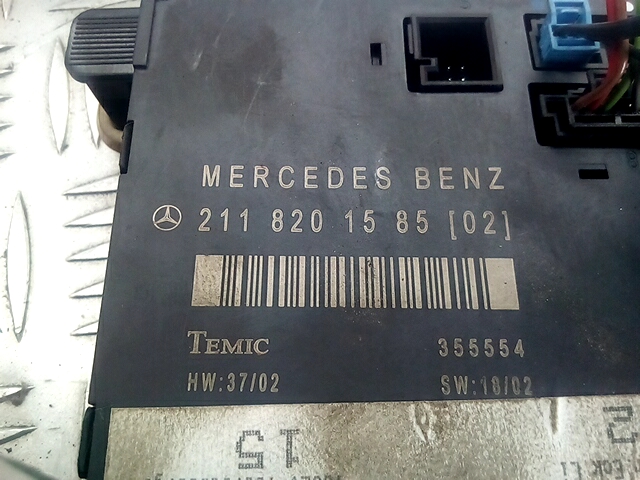 MERCEDES BENZ
211 820 15 85 [02]
TEMIC 355554
HW:37/02 SW:18/02